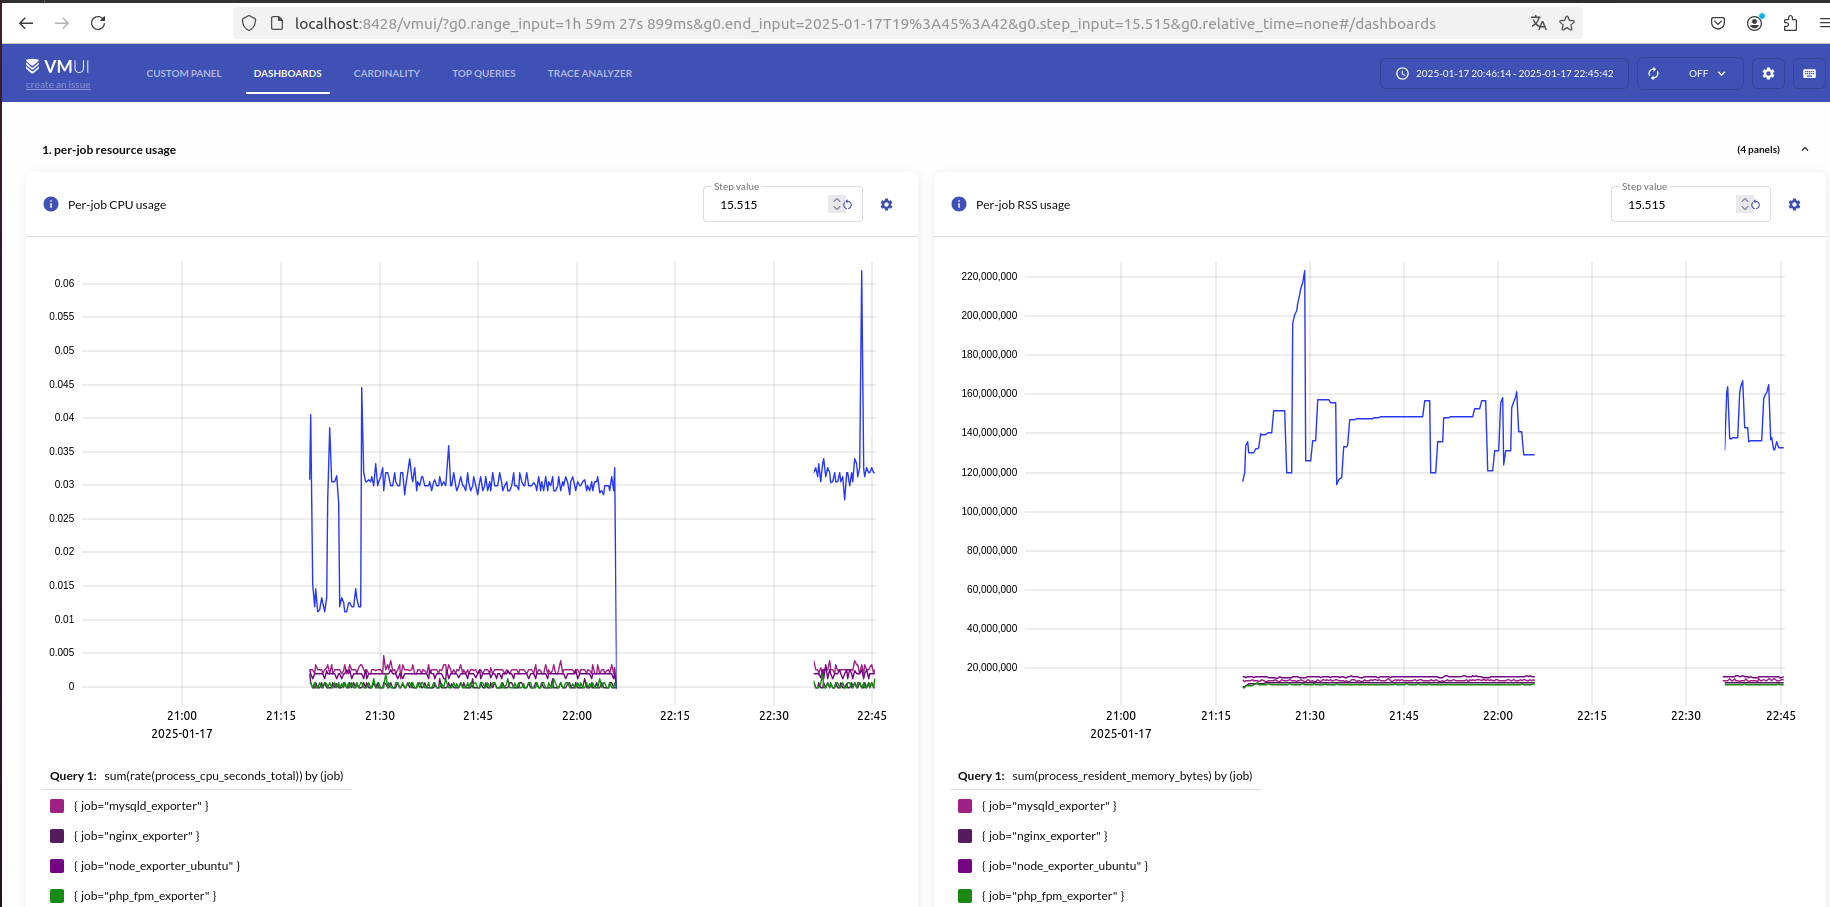 localhost:8428/vmui/?g0.range_input=1h 59m 27s 899ms&g0.end_input=2025-01-17T19%3A45%3A42&g0.step_input=15.515&g0.relative_time=none#/dashboards
VMUI
create an issue
CUSTOM PANEL
DASHBOARDS
CARDINALITY
TOP QUERIES
TRACE ANALYZER
2025-01-17 20:46:14 - 2025-01-17 22:45:42
OFF
1. per-job resource usage
(4 panels)
Per-job CPU usage
Step value
15.515
0.06
0.055
0.05
0.045
0.04
0.035
0.03
0.025
0.02
0.015
0.01
0.005
0
21:00
21:15
21:30
21:45
22:00
22:15
22:30
22:45
2025-01-17
Query 1: sum(rate(process_cpu_seconds_total)) by (job)
{ job="mysqld_exporter" }
{ job="nginx_exporter" }
{ job="node_exporter_ubuntu" }
{ job="php_fpm_exporter" }
Per-job RSS usage
Step value
15.515
220,000,000
200,000,000
180,000,000
160,000,000
140,000,000
120,000,000
100,000,000
80,000,000
60,000,000
40,000,000
20,000,000
21:00
21:15
21:30
21:45
22:00
22:15
22:30
22:45
2025-01-17
Query 1: sum(process_resident_memory_bytes) by (job)
{ job="mysqld_exporter" }
{ job="nginx_exporter" }
{ job="node_exporter_ubuntu" }
{ job="php_fpm_exporter" }